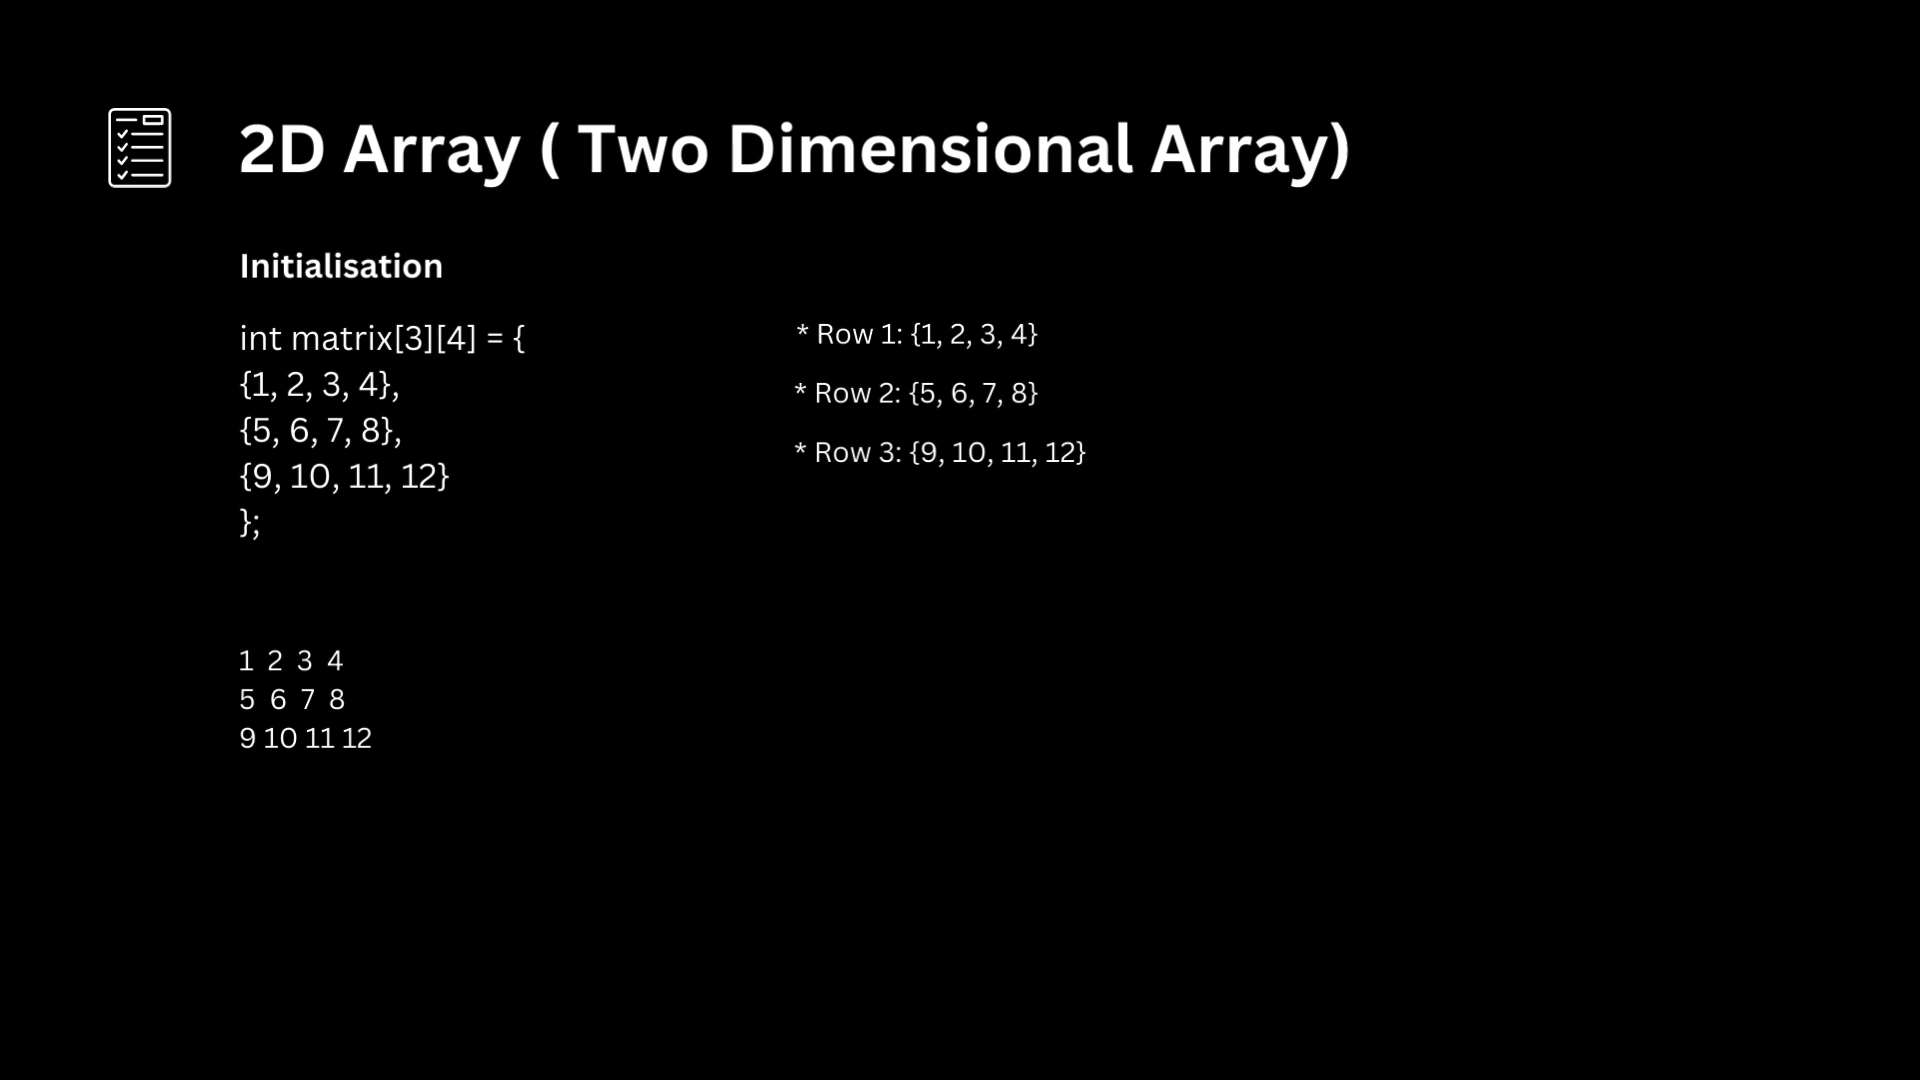 2D Array ( Two Dimensional Array)
Initialisation
int matrix[3][4] = {
{1, 2, 3, 4},
{5, 6, 7, 8},
{9, 10, 11, 12}
};
* Row 1: {1, 2, 3, 4}
* Row 2: {5, 6, 7, 8}
* Row 3: {9, 10, 11, 12}
1 2 3 4
5 6 7 8
9 10 11 12